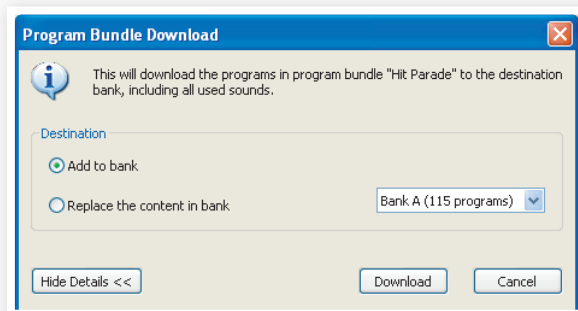 Program Bundle Download
This will download the programs in program bundle "Hit Parade" to the destination
bank, including all used sounds.
Destination
Add to bank
Replace the content in bank
Bank A (115 programs)
Hide Details <<
Download
Cancel